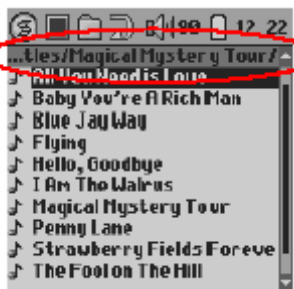 90 12 22
...tles/Magical Mystery Tour/
All You Need is Love
Baby You're A Rich Man
Blue Jay Way
Flying
Hello, Goodbye
I Am The Walrus
Magical Mystery Tour
Penny Lane
Strawberry Fields Foreve
The Fool on The Hill